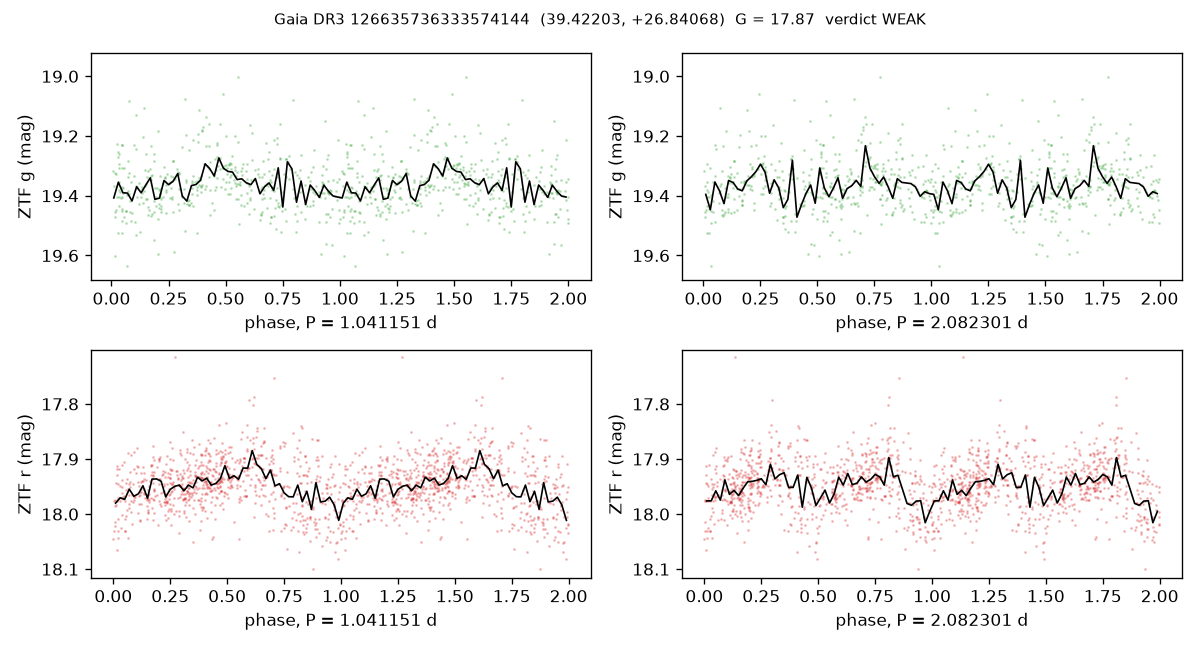 Gaia DR3 126635736333574144  (39.42203, +26.84068)  G = 17.87  verdict WEAK
ZTF g (mag)
19.0
19.2
19.4
19.6
0.00 0.25 0.50 0.75 1.00 1.25 1.50 1.75 2.00
phase, P = 1.041151 d
ZTF g (mag)
19.0
19.2
19.4
19.6
0.00 0.25 0.50 0.75 1.00 1.25 1.50 1.75 2.00
phase, P = 2.082301 d
ZTF r (mag)
17.8
17.9
18.0
18.1
0.00 0.25 0.50 0.75 1.00 1.25 1.50 1.75 2.00
phase, P = 1.041151 d
ZTF r (mag)
17.8
17.9
18.0
18.1
0.00 0.25 0.50 0.75 1.00 1.25 1.50 1.75 2.00
phase, P = 2.082301 d